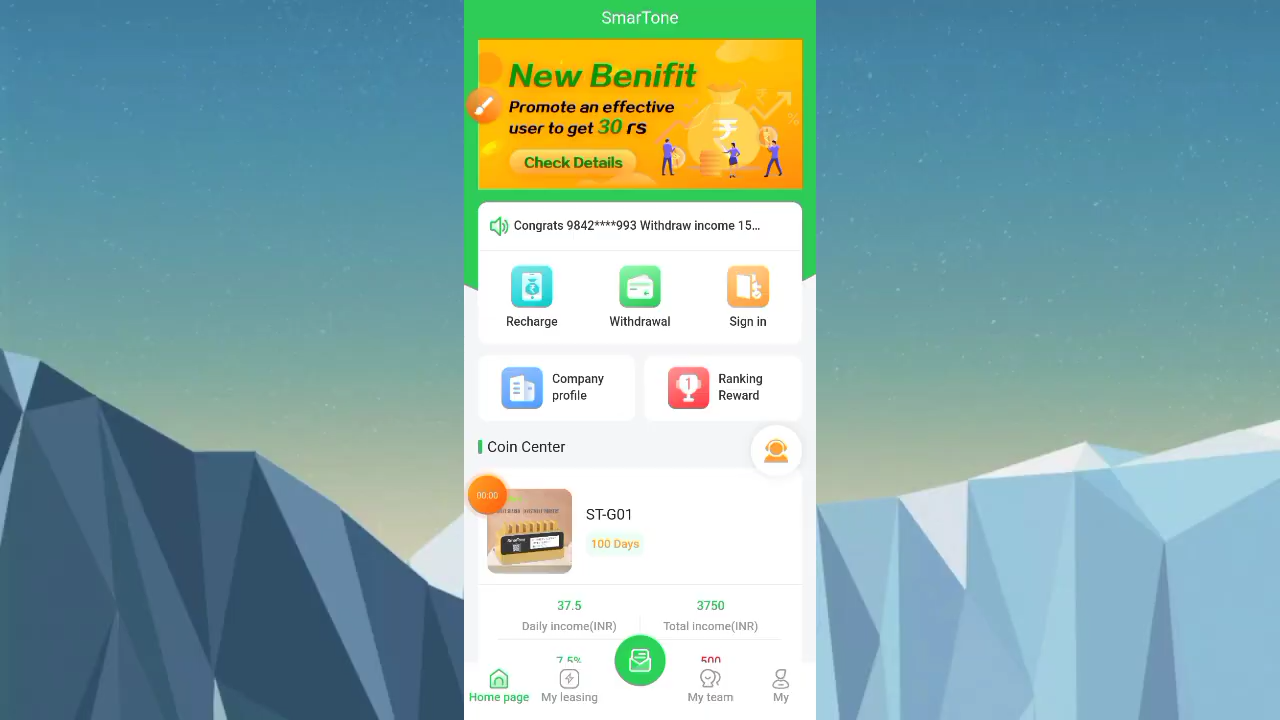 SmarTone
New Benifit
Promote an effective
user to get 30 rs
Check Details
Congrats 9842****993 Withdraw income 15...
Recharge
Withdrawal
Sign in
Company
profile
Ranking
Reward
Coin Center
00:00
ST-G01
100 Days
37.5
3750
Daily income(INR)
Total income(INR)
7.5%
500
Home page
My leasing
My team
My